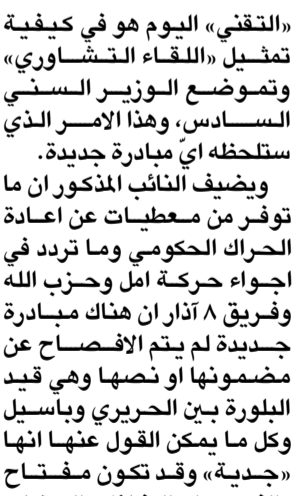 «التقني» اليوم هو في كيفية
تمثيل «اللقاء التشاوري»
وتموضع الوزير السني
السادس، وهذا الامر الذي
ستلحظه ايّ مبادرة جديدة.
ويضيف النائب المذكور ان ما
توفر من معطيات عن اعادة
الحراك الحكومي وما تردد في
اجواء حركة امل وحزب الله
وفريق ٨ آذار ان هناك مبادرة
جديدة لم يتم الافصاح عن
مضمونها او نصها وهي قيد
البلورة بين الحريري وباسيل
وكل ما يمكن القول عنها انها
«جدية» وقد تكون مفتاح